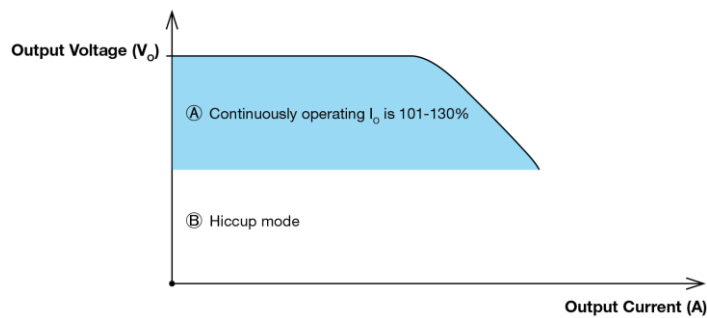 Output Voltage (Vₒ)
Ⓐ Continuously operating Iₒ is 101-130%
Ⓑ Hiccup mode
Output Current (A)